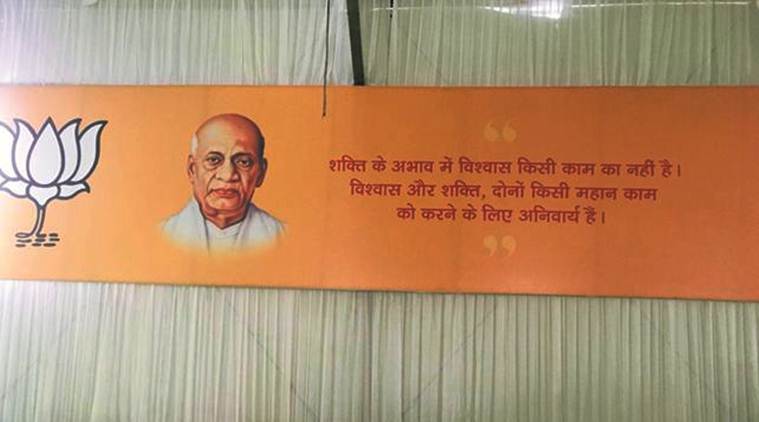 शक्ति के अभाव में विश्वास किसी काम का नहीं है।
विश्वास और शक्ति, दोनों किसी महान काम
को करने के लिए अनिवार्य हैं।